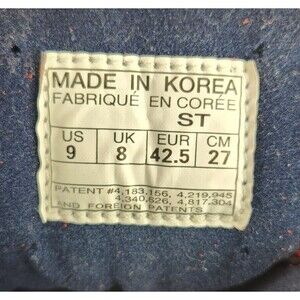 MADE IN KOREA
FABRIQUÉ EN CORÉE
ST
US UK EUR CM
9 8 42.5 27
PATENT #4,183,156, 4,219,945
4,340,626, 4,817,304
AND FOREIGN PATENTS